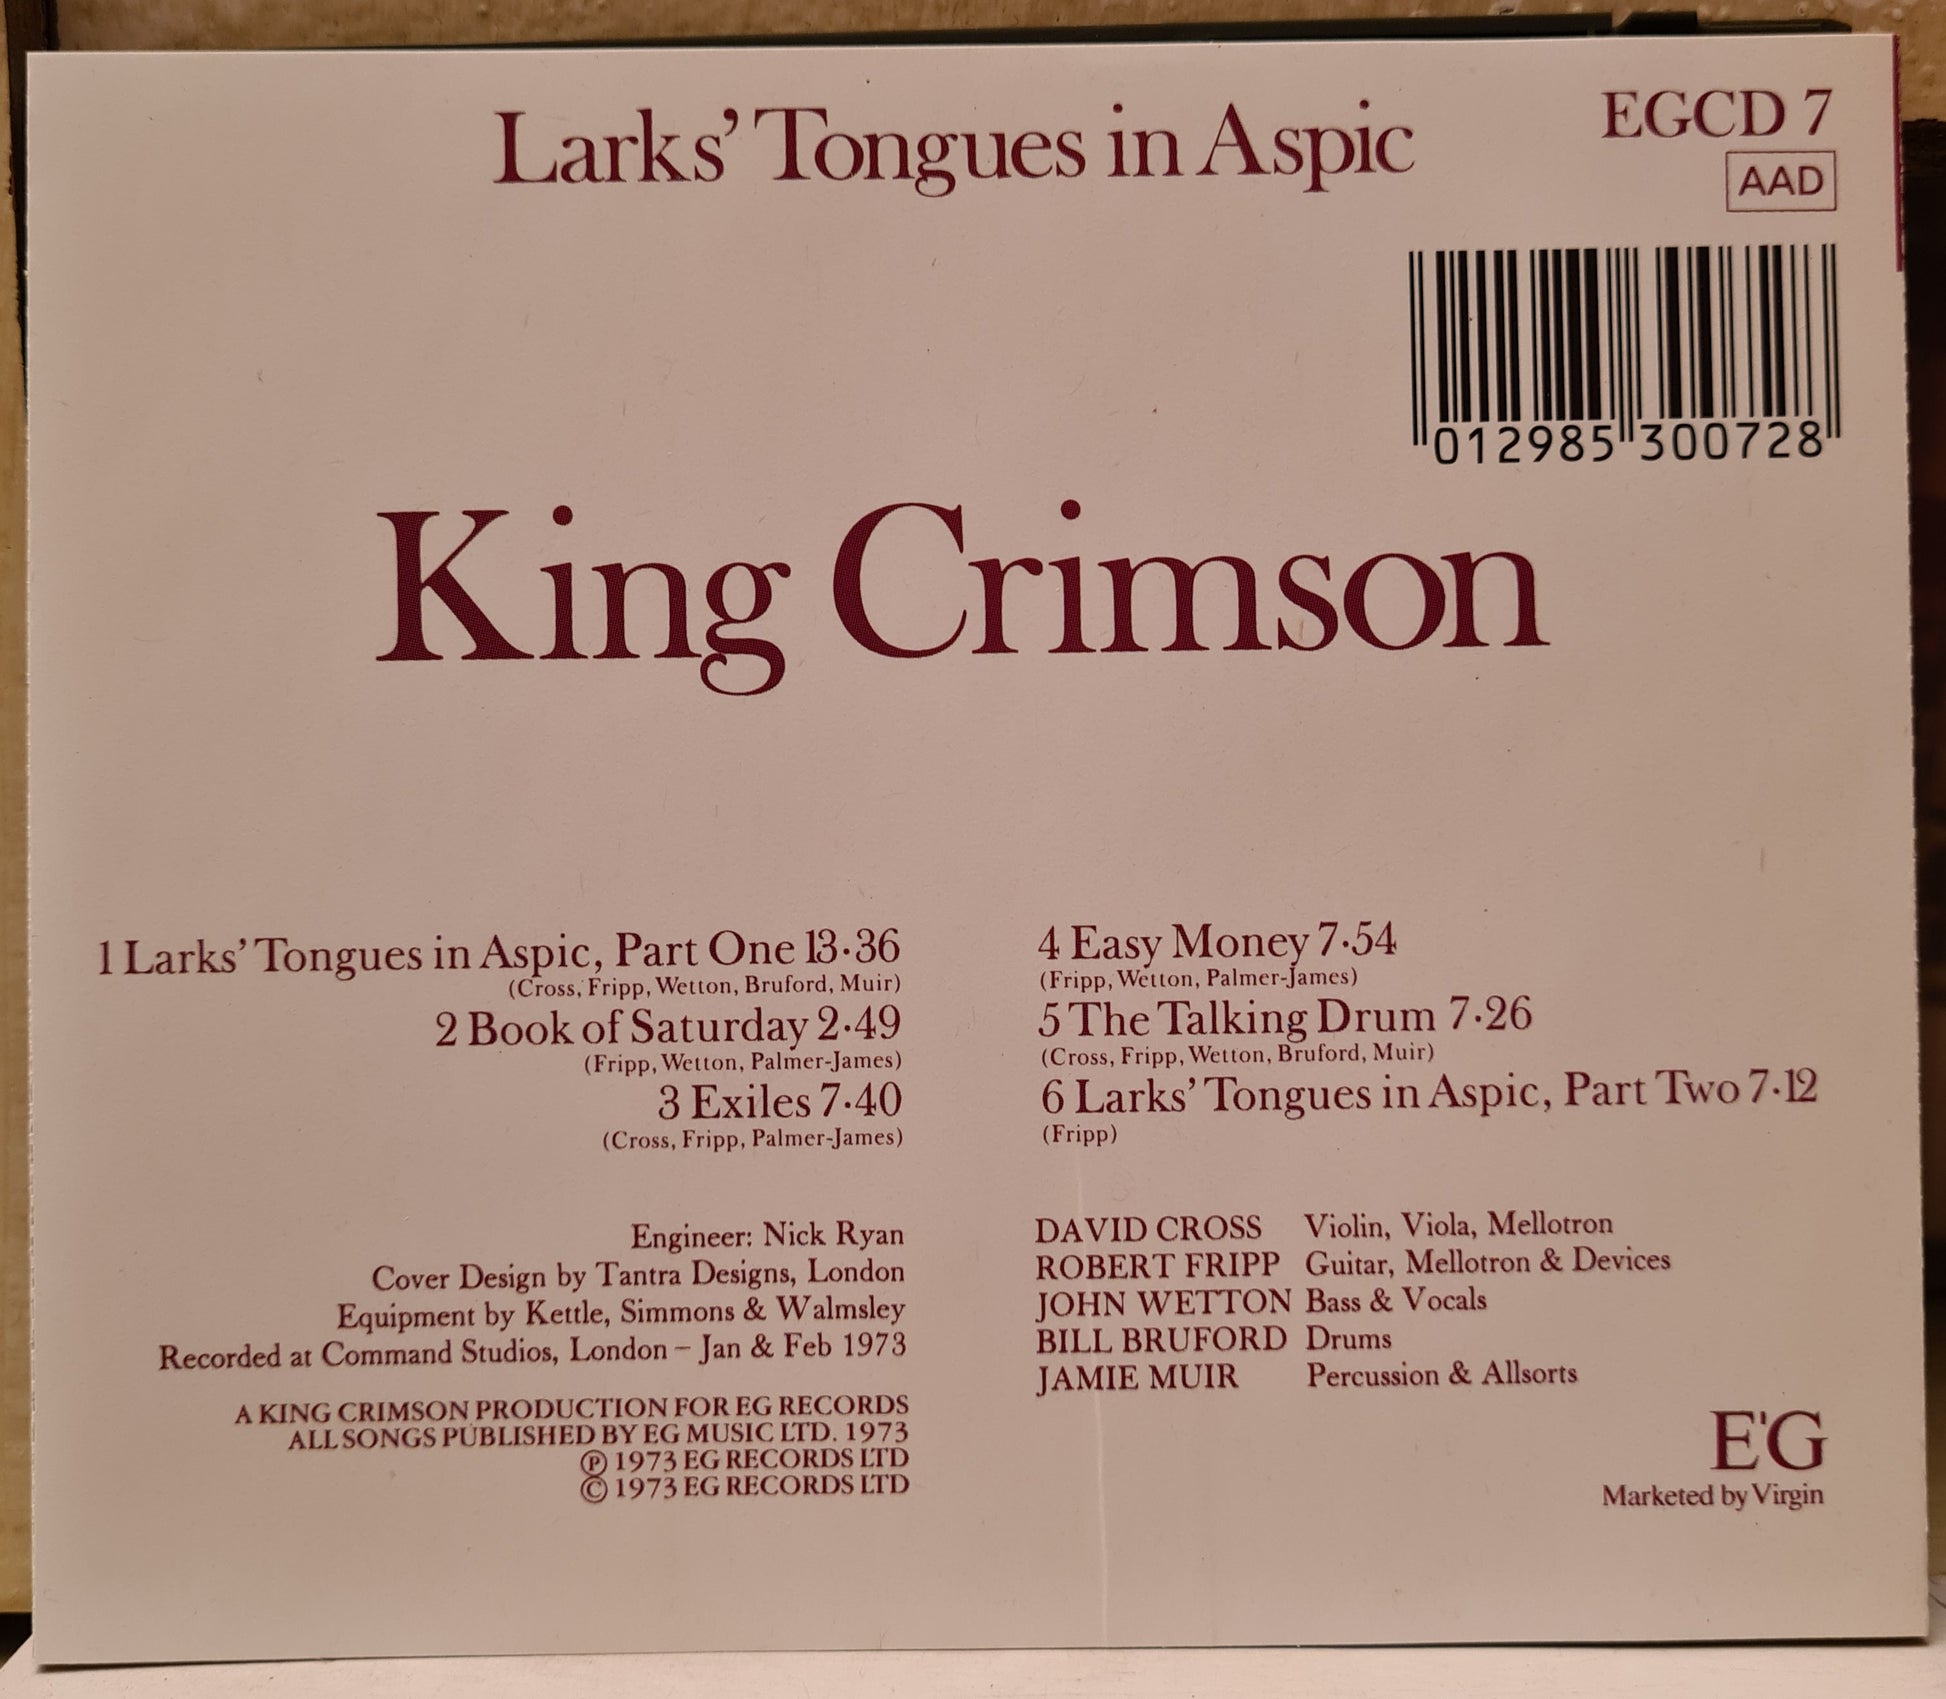 Larks' Tongues in Aspic
EGCD 7
AAD
012985 300728
King Crimson
1 Larks' Tongues in Aspic, Part One 13·36
(Cross, Fripp, Wetton, Bruford, Muir)
2 Book of Saturday 2·49
(Fripp, Wetton, Palmer-James)
3 Exiles 7·40
(Cross, Fripp, Palmer-James)
4 Easy Money 7·54
(Fripp, Wetton, Palmer-James)
5 The Talking Drum 7·26
(Cross, Fripp, Wetton, Bruford, Muir)
6 Larks' Tongues in Aspic, Part Two 7·12
(Fripp)
Engineer: Nick Ryan
Cover Design by Tantra Designs, London
Equipment by Kettle, Simmons & Walmsley
Recorded at Command Studios, London – Jan & Feb 1973
A KING CRIMSON PRODUCTION FOR EG RECORDS
ALL SONGS PUBLISHED BY EG MUSIC LTD. 1973
℗ 1973 EG RECORDS LTD
© 1973 EG RECORDS LTD
DAVID CROSS Violin, Viola, Mellotron
ROBERT FRIPP Guitar, Mellotron & Devices
JOHN WETTON Bass & Vocals
BILL BRUFORD Drums
JAMIE MUIR Percussion & Allsorts
E'G
Marketed by Virgin